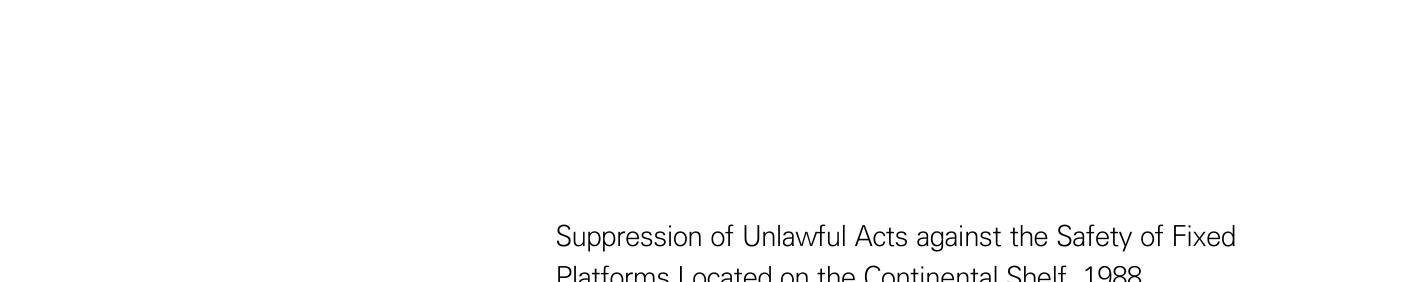 Suppression of Unlawful Acts against the Safety of Fixed
Platforms Located on the Continental Shelf, 1988